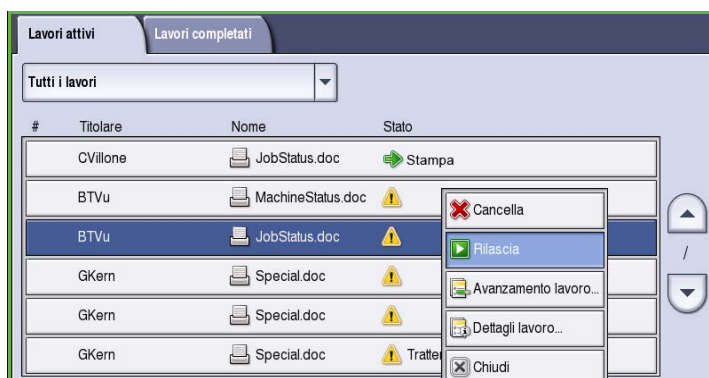 Lavori attivi Lavori completati
Tutti i lavori
# Titolare Nome Stato
CVillone JobStatus.doc Stampa
BTVu MachineStatus.doc
Cancella
BTVu JobStatus.doc
Rilascia
/
GKern Special.doc
Avanzamento lavoro...
GKern Special.doc
Dettagli lavoro...
GKern Special.doc
Chiudi